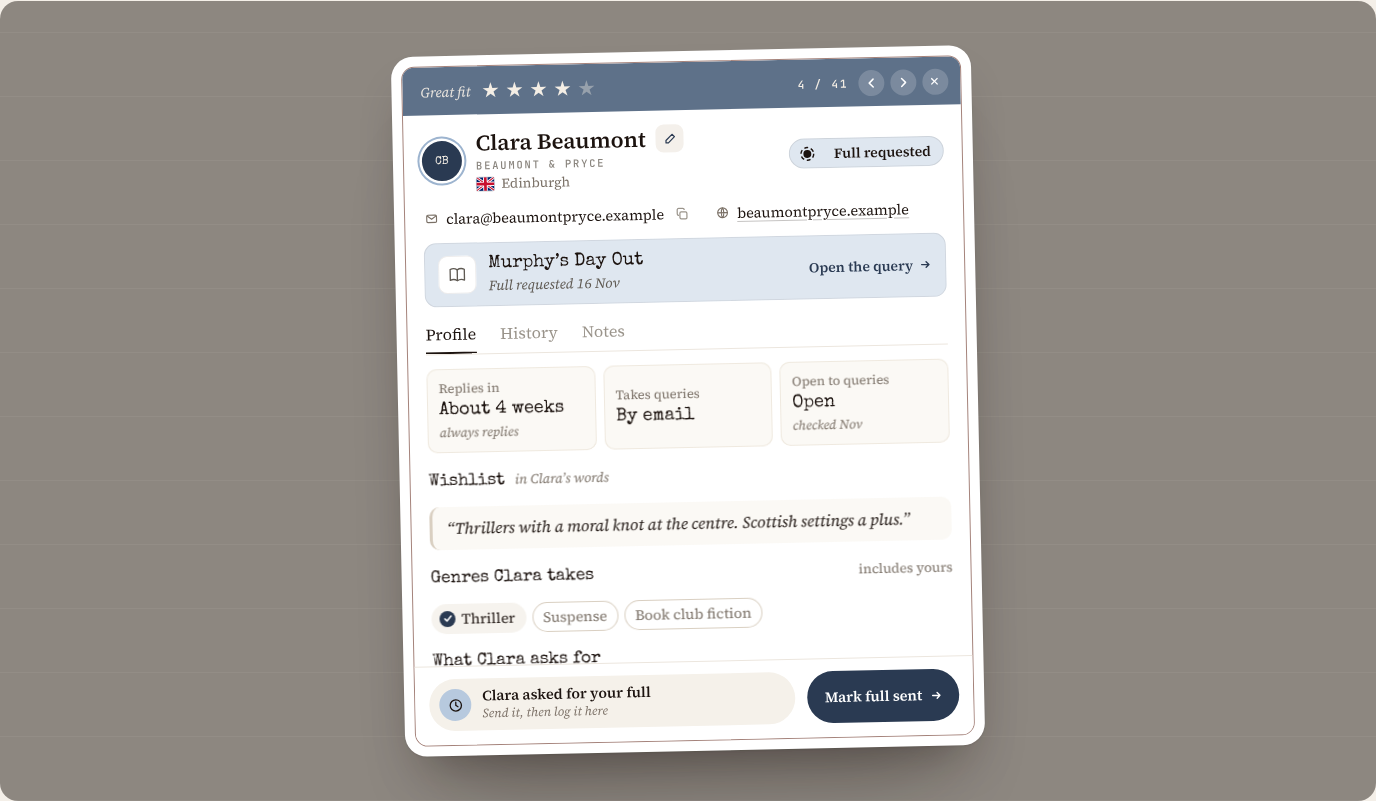 Great fit
4 / 41
CB
Clara Beaumont
BEAUMONT & PRYCE
Edinburgh
Full requested
clara@beaumontpryce.example
beaumontpryce.example
Murphy’s Day Out
Full requested 16 Nov
Open the query
Profile
History
Notes
Replies in
About 4 weeks
always replies
Takes queries
By email
Open to queries
Open
checked Nov
Wishlist
in Clara’s words
“Thrillers with a moral knot at the centre. Scottish settings a plus.”
Genres Clara takes
includes yours
Thriller
Suspense
Book club fiction
What Clara asks for
Clara asked for your full
Send it, then log it here
Mark full sent